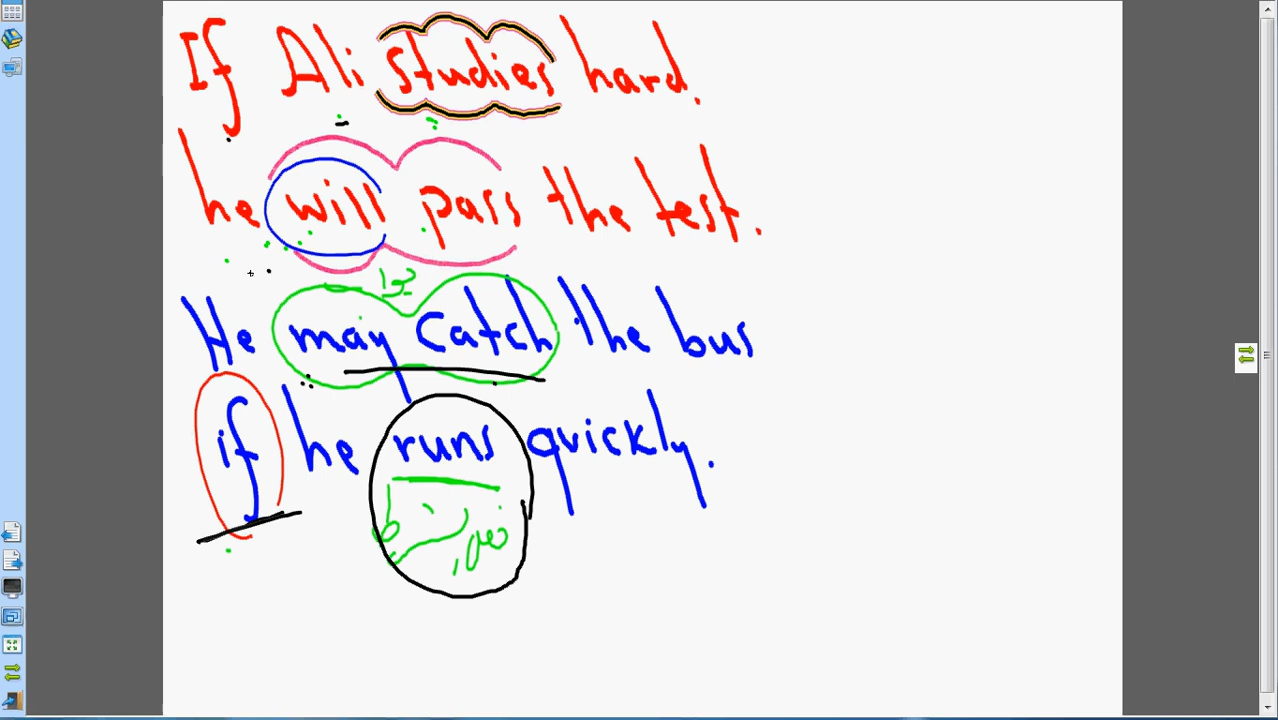 If Ali studies hard.
he will pass the test.
He may catch the bus
if he runs quickly.